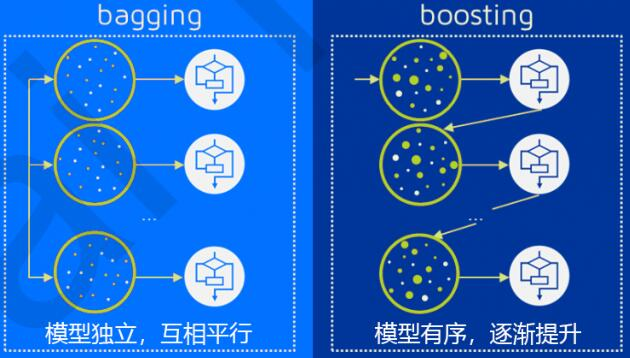 bagging
boosting
...
...
模型独立，互相平行
模型有序，逐渐提升